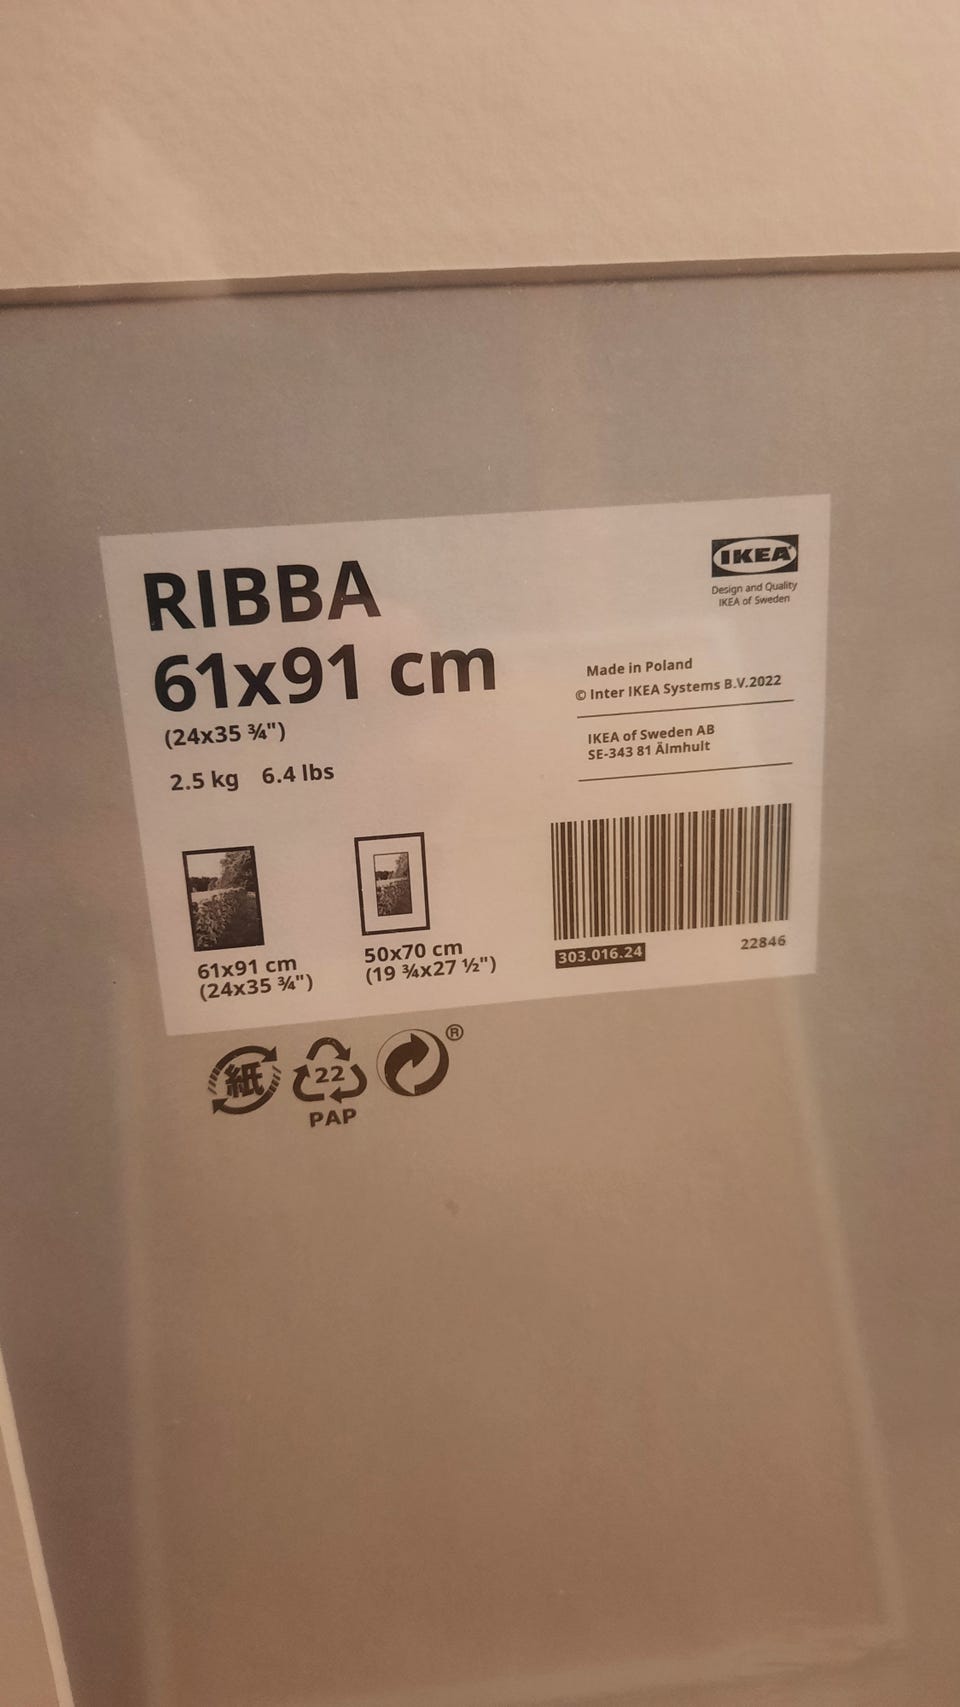 RIBBA
61x91 cm
(24x35 ¾")
2.5 kg 6.4 lbs
IKEA®
Design and Quality
IKEA of Sweden
Made in Poland
© Inter IKEA Systems B.V.2022
IKEA of Sweden AB
SE-343 81 Älmhult
61x91 cm
(24x35 ¾")
50x70 cm
(19 ¾x27 ½")
303.016.24
22846
紙
22
PAP
®